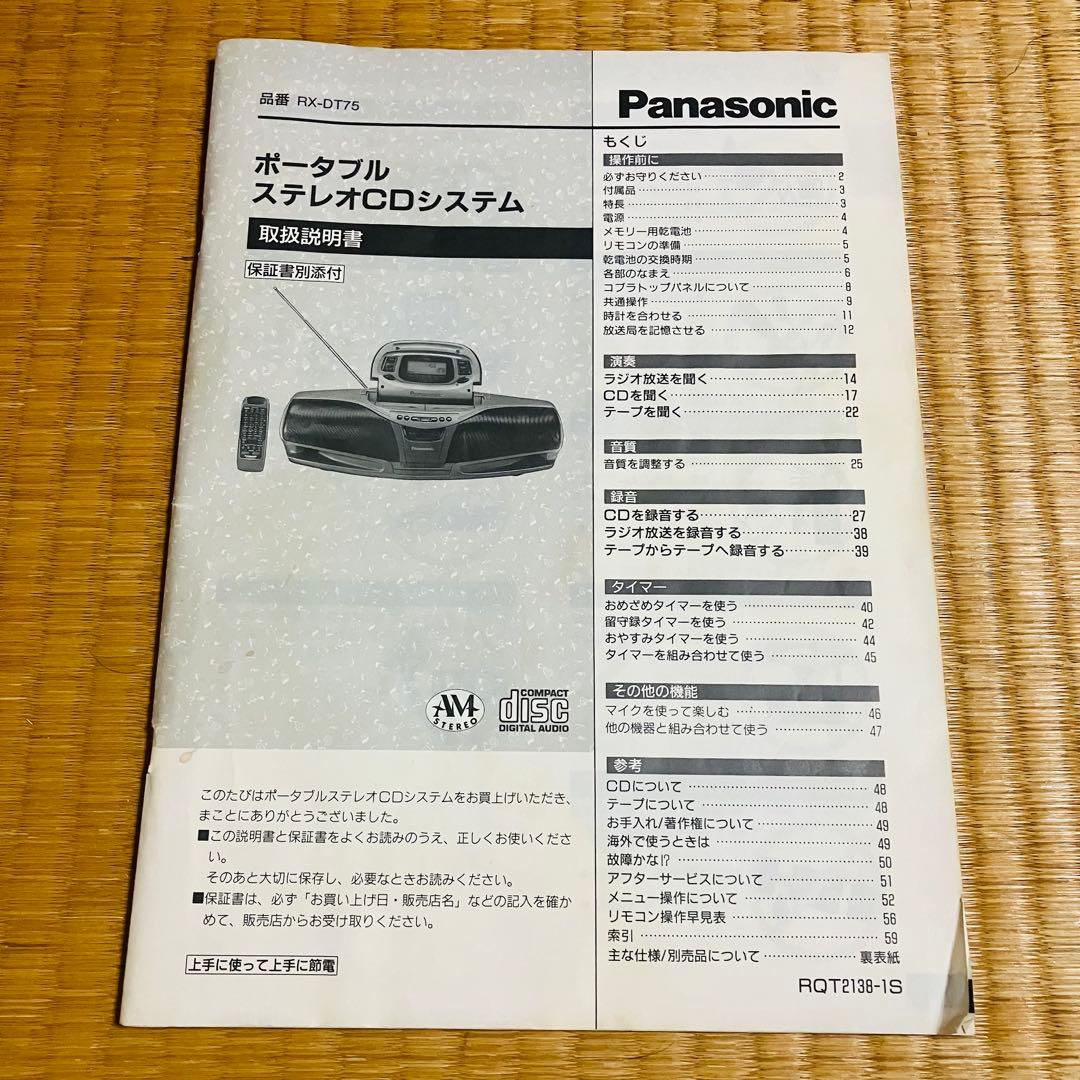 品番 RX-DT75
ポータブル
ステレオCDシステム
取扱説明書
保証書別添付
Panasonic
Panasonic
AM
STEREO
COMPACT
disc
DIGITAL AUDIO
このたびはポータブルステレオCDシステムをお買上げいただき、
まことにありがとうございました。
■この説明書と保証書をよくお読みのうえ、正しくお使いくださ
い。
そのあと大切に保存し、必要なときお読みください。
■保証書は、必ず「お買い上げ日・販売店名」などの記入を確か
めて、販売店からお受け取りください。
上手に使って上手に節電
Panasonic
もくじ
操作前に
必ずお守りください 2
付属品 3
特長 3
電源 4
メモリー用乾電池 4
リモコンの準備 5
乾電池の交換時期 5
各部のなまえ 6
コブラトップパネルについて 8
共通操作 9
時計を合わせる 11
放送局を記憶させる 12
演奏
ラジオ放送を聞く 14
CDを聞く 17
テープを聞く 22
音質
音質を調整する 25
録音
CDを録音する 27
ラジオ放送を録音する 38
テープからテープへ録音する 39
タイマー
おめざめタイマーを使う 40
留守録タイマーを使う 42
おやすみタイマーを使う 44
タイマーを組み合わせて使う 45
その他の機能
マイクを使って楽しむ 46
他の機器と組み合わせて使う 47
参考
CDについて 48
テープについて 48
お手入れ/著作権について 49
海外で使うときは 49
故障かな!? 50
アフターサービスについて 51
メニュー操作について 52
リモコン操作早見表 56
索引 59
主な仕様/別売品について 裏表紙
RQT2138-1S